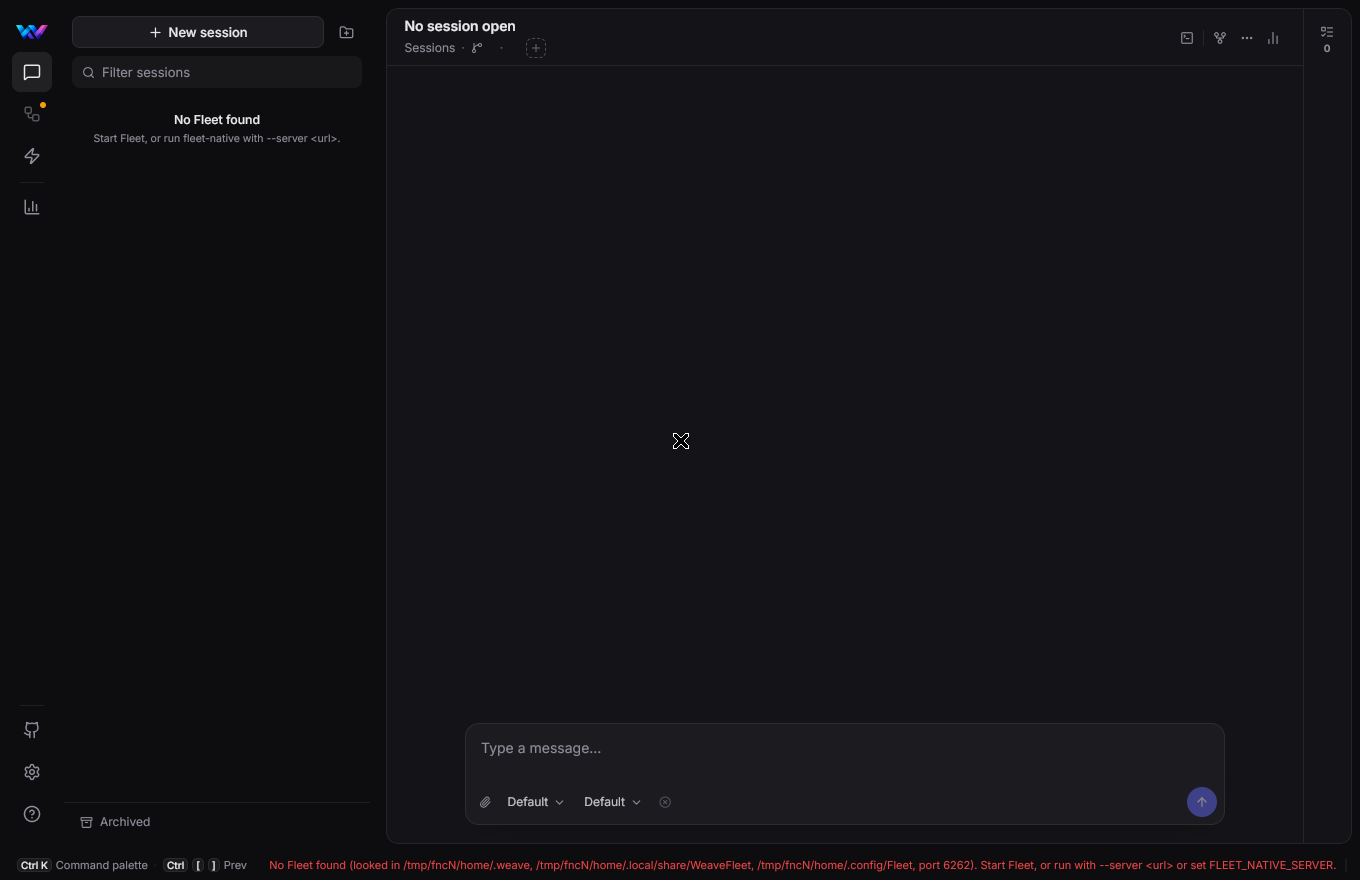 New session
No session open
Sessions · ·
0
Filter sessions
No Fleet found
Start Fleet, or run fleet-native with --server <url>.
Type a message...
Default Default
Archived
Ctrl K Command palette Ctrl [ ] Prev No Fleet found (looked in /tmp/fncN/home/.weave, /tmp/fncN/home/.local/share/WeaveFleet, /tmp/fncN/home/.config/Fleet, port 6262). Start Fleet, or run with --server <url> or set FLEET_NATIVE_SERVER.